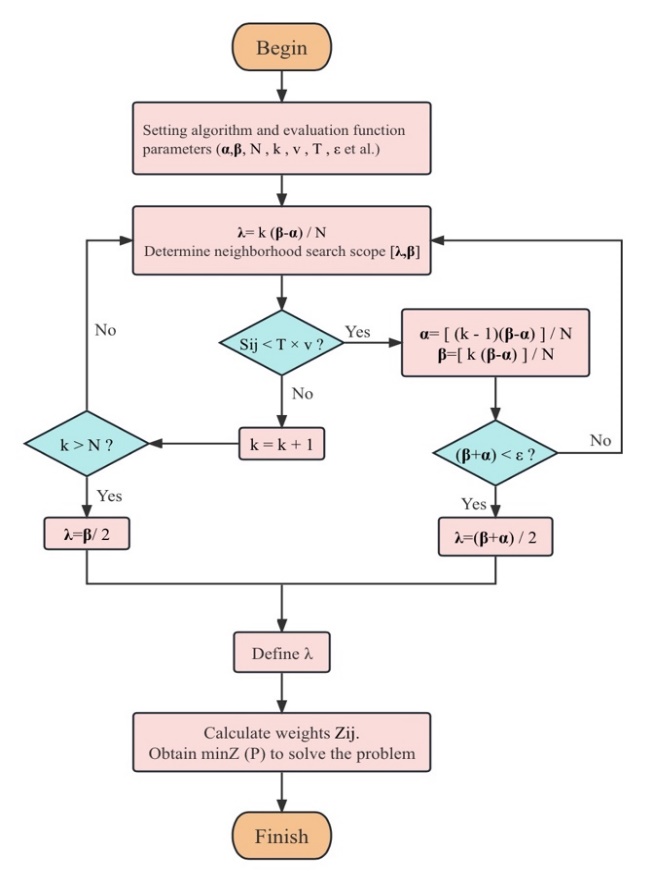 Begin
Setting algorithm and evaluation function
parameters (α,β, N , k , v , T , ε et al.)
λ= k (β-α) / N
Determine neighborhood search scope [λ,β]
No
Sij < T × v ?
Yes
α= [ (k - 1)(β-α) ] / N
β=[ k (β-α) ] / N
No
k > N ?
k = k + 1
(β+α) < ε ?
No
Yes
Yes
λ=β/ 2
λ=(β+α) / 2
Define λ
Calculate weights Zij.
Obtain minZ (P) to solve the problem
Finish